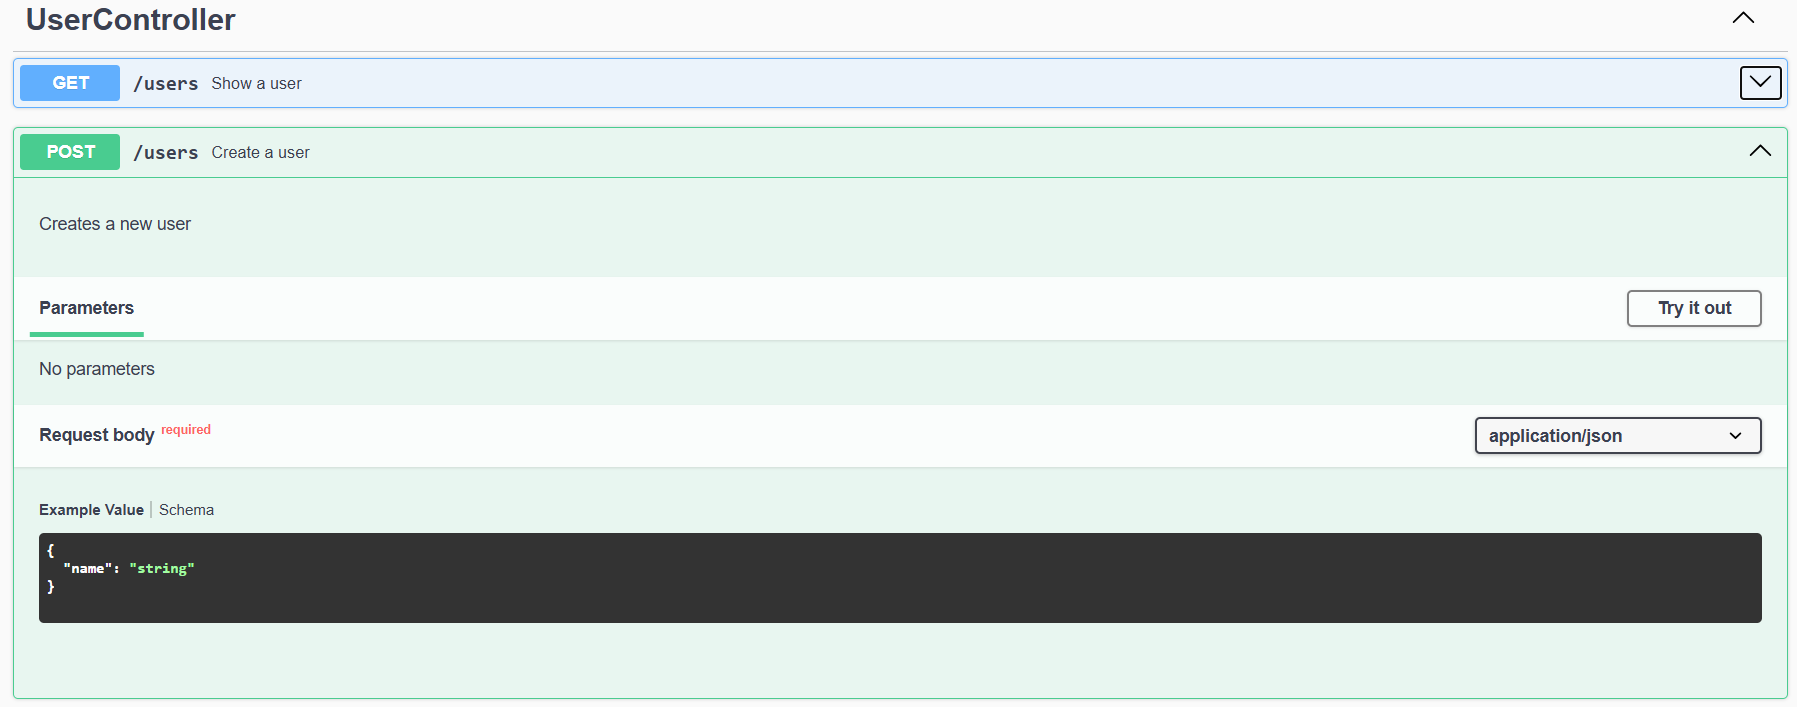 UserController
GET /users Show a user
POST /users Create a user
Creates a new user
Parameters
Try it out
No parameters
Request body required
application/json
Example Value | Schema
{
  "name": "string"
}